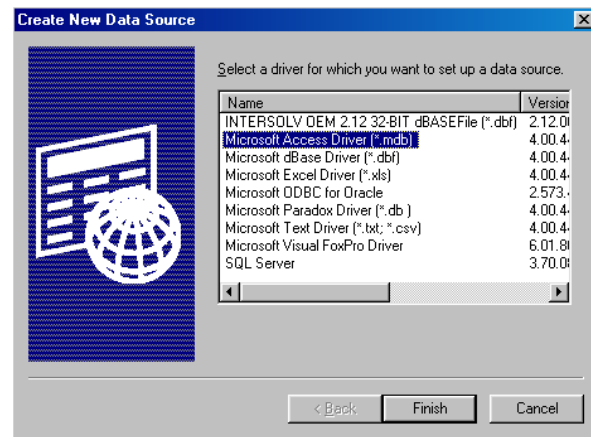 Create New Data Source
Select a driver for which you want to set up a data source.
Name Version
INTERSOLV OEM 2.12 32-BIT dBASEFile (*.dbf) 2.12.0
Microsoft Access Driver (*.mdb) 4.00.4
Microsoft dBase Driver (*.dbf) 4.00.4
Microsoft Excel Driver (*.xls) 4.00.4
Microsoft ODBC for Oracle 2.573.
Microsoft Paradox Driver (*.db ) 4.00.4
Microsoft Text Driver (*.txt; *.csv) 4.00.4
Microsoft Visual FoxPro Driver 6.01.8
SQL Server 3.70.0
< Back Finish Cancel